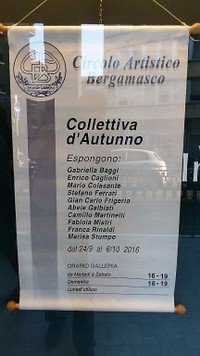 Circolo Artistico
Bergamasco
Collettiva
d'Autunno
Espongono:
Gabriella Baggi
Enrico Caglioni
Mario Colasante
Stefano Ferrari
Gian Carlo Frigerio
Abele Galbiati
Camillo Martinelli
Fabiola Mistri
Franca Rinaldi
Marisa Stumpo
dal 24/9 al 6/10 2016
ORARIO GALLERIA
da Martedì a Sabato 16 - 19
Domenica 16 - 19
Lunedì chiuso